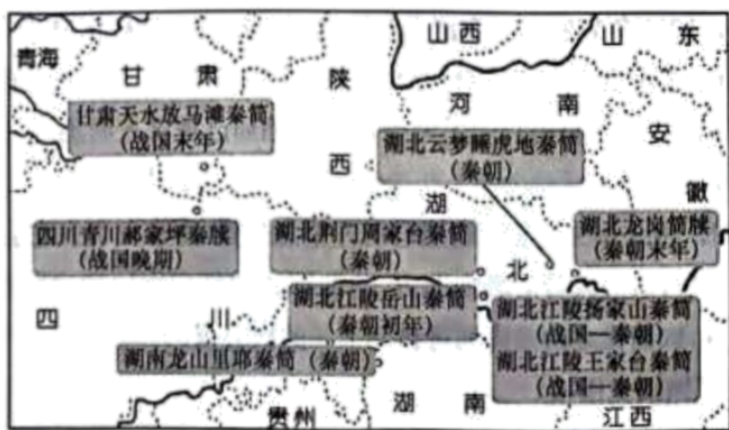 山西
山东
青海
甘肃
陕
河南
甘肃天水放马滩秦简
(战国末年)
安
湖北云梦睡虎地秦简
(秦朝)
西
湖
徽
四川青川郝家坪秦牍
(战国晚期)
湖北荆门周家台秦简
(秦朝)
湖北龙岗简牍
(秦朝末年)
北
湖北江陵岳山秦简
(秦朝初年)
湖北江陵扬家山秦简
(战国—秦朝)
四川
湖南龙山里耶秦简(秦朝)
湖北江陵王家台秦简
(战国—秦朝)
贵州
湖南
江西